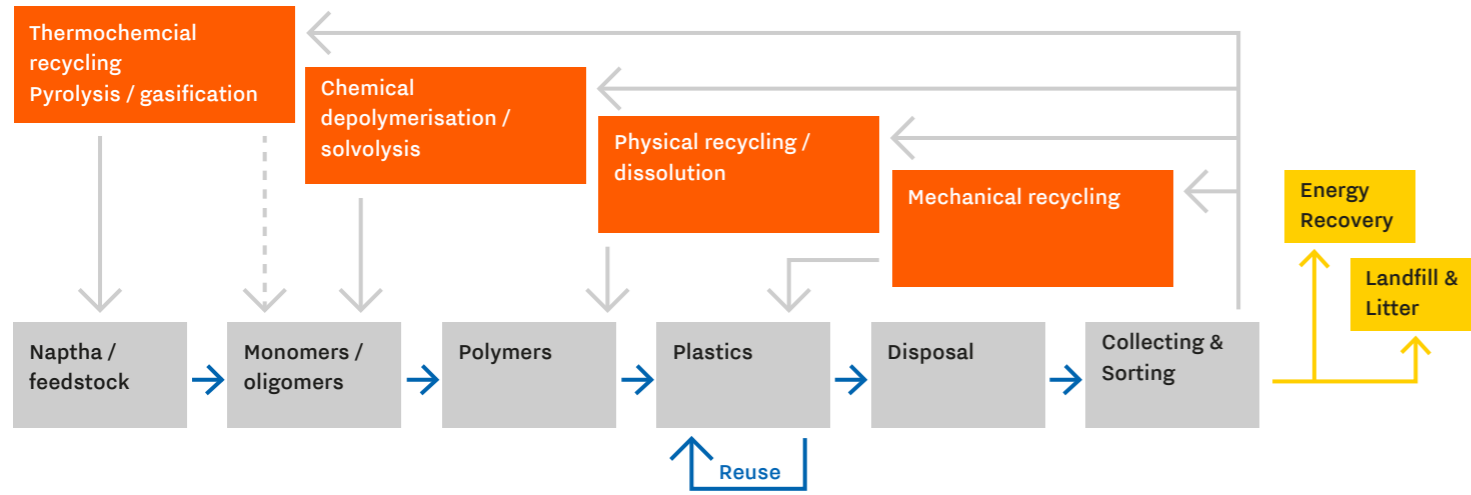 Thermochemcial
recycling
Pyrolysis / gasification
Chemical
depolymerisation /
solvolysis
Physical recycling /
dissolution
Mechanical recycling
Energy
Recovery
Landfill &
Litter
Naptha /
feedstock
Monomers /
oligomers
Polymers
Plastics
Disposal
Collecting &
Sorting
Reuse